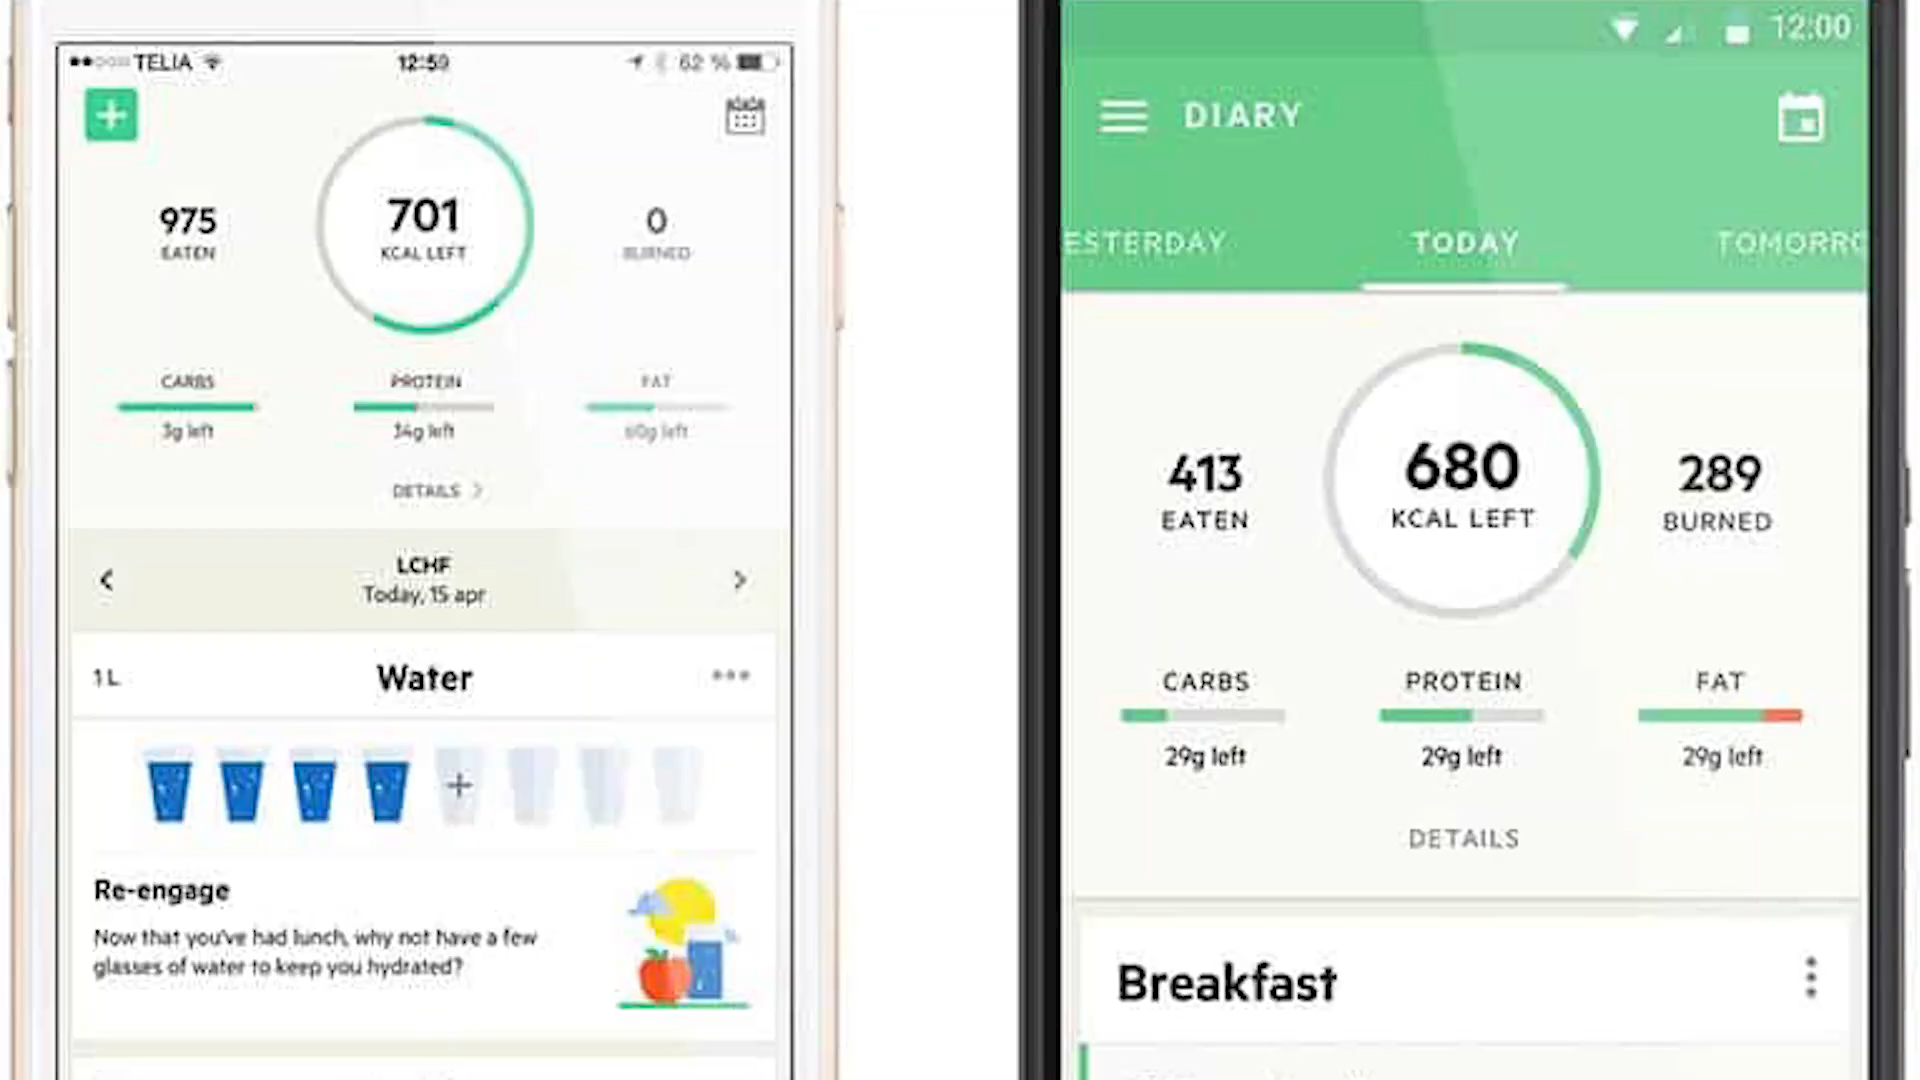 TELIA
12:59
62 %
975
EATEN
701
KCAL LEFT
0
BURNED
CARBS
3g left
PROTEIN
34g left
FAT
60g left
DETAILS
LCHF
Today, 15 apr
1 L
Water
Re-engage
Now that you've had lunch, why not have a few
glasses of water to keep you hydrated?
12:00
DIARY
ESTERDAY
TODAY
TOMORRO
413
EATEN
680
KCAL LEFT
289
BURNED
CARBS
29g left
PROTEIN
29g left
FAT
29g left
DETAILS
Breakfast